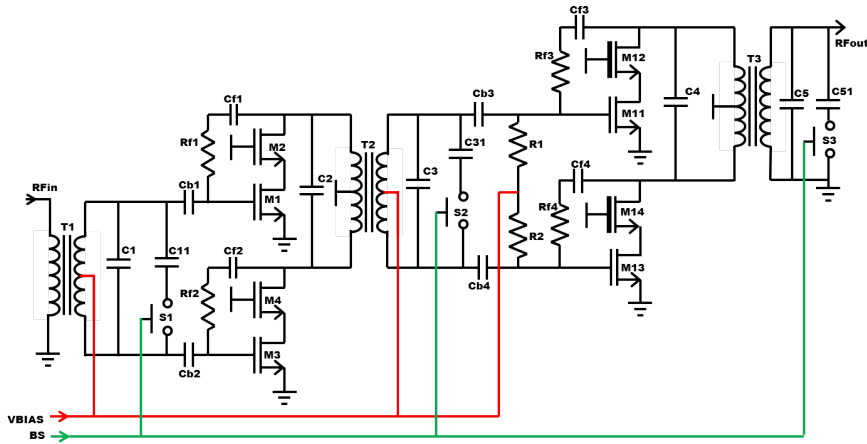 Cf3
RFout
Rf3
M12
T3
Cf1
Cb3
M11
C4
C5
C51
Rf1
M2
T2
C31
R1
S3
C2
C3
Cf4
RFin
Cb1
M1
S2
Rf4
M14
T1
C1
C11
Cf2
R2
Rf2
M4
Cb4
M13
S1
M3
Cb2
VBIAS
BS